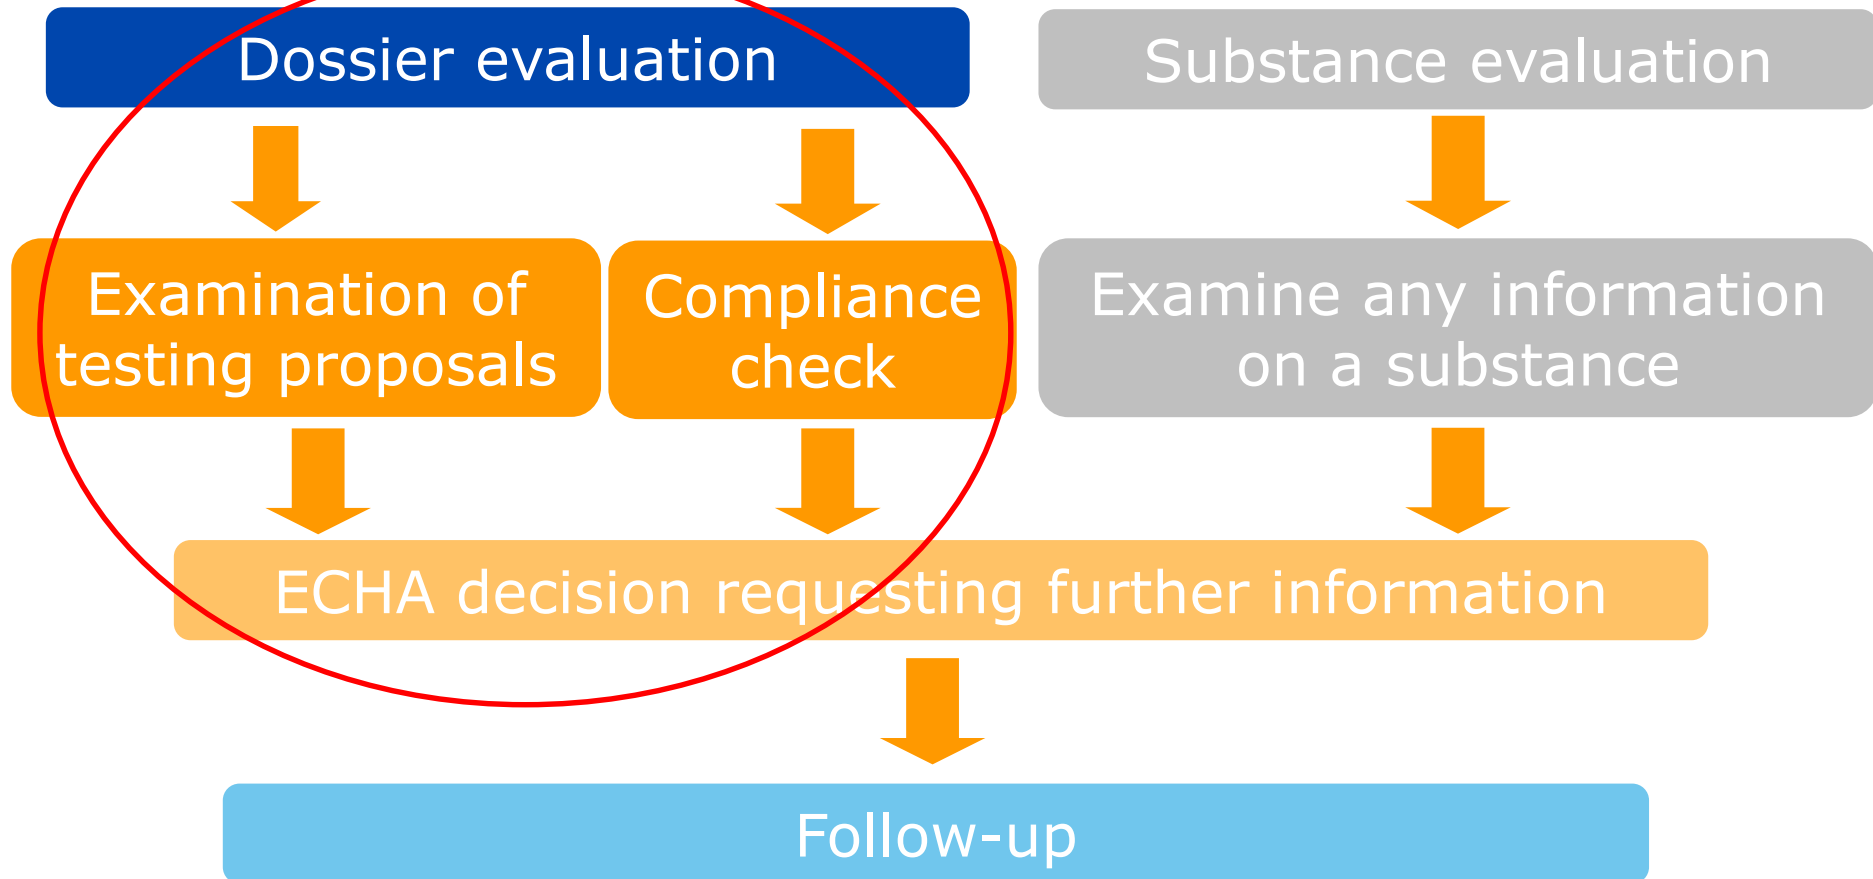 Dossier evaluation
Substance evaluation
Examination of
testing proposals
Compliance
check
Examine any information
on a substance
ECHA decision requesting further information
Follow-up